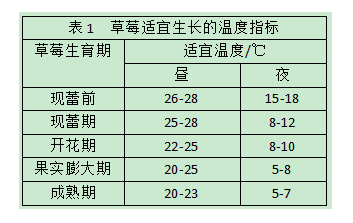 表1 草莓适宜生长的温度指标
草莓生育期 适宜温度/℃
昼 夜
现蕾前 26-28 15-18
现蕾期 25-28 8-12
开花期 22-25 8-10
果实膨大期 20-25 5-8
成熟期 20-23 5-7